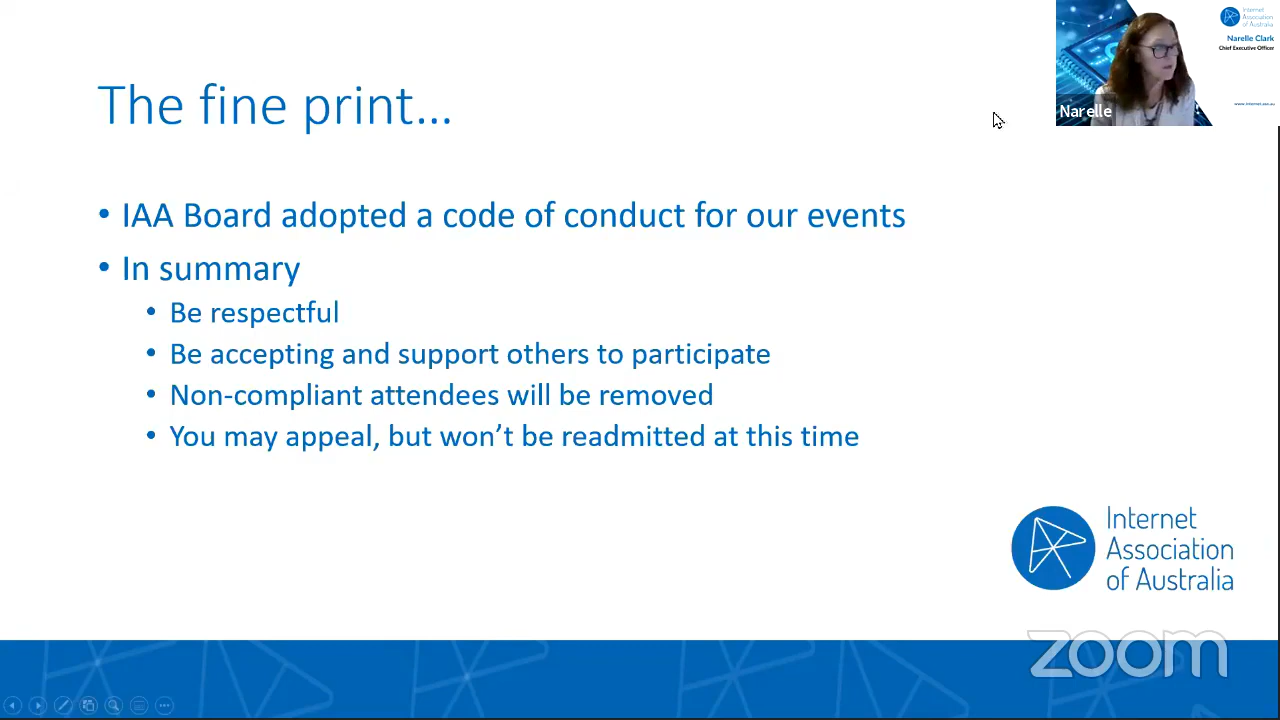 The fine print...
• IAA Board adopted a code of conduct for our events
• In summary
• Be respectful
• Be accepting and support others to participate
• Non-compliant attendees will be removed
• You may appeal, but won’t be readmitted at this time
Internet
Association
of Australia
Narelle Clark
Chief Executive Officer
www.internet.asn.au
Narelle
Internet
Association
of Australia
zoom